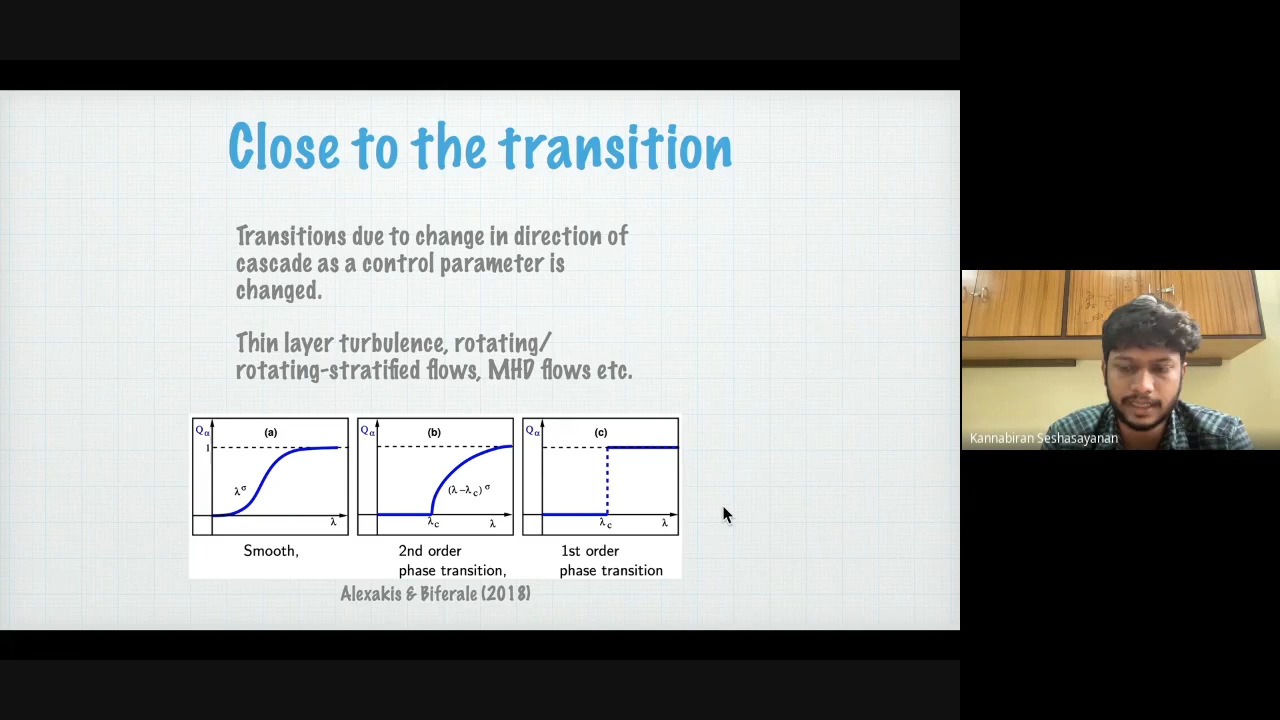 Close to the transition
Transitions due to change in direction of
cascade as a control parameter is
changed.
Thin layer turbulence, rotating/
rotating-stratified flows, MHD flows etc.
Qα (a) 1 λ^σ λ
Qα (b) (λ−λc)^σ λc λ
Qα (c) λc λ
Smooth,
2nd order
phase transition,
1st order
phase transition
Alexakis & Biferale (2018)
Kannabiran Seshasayanan